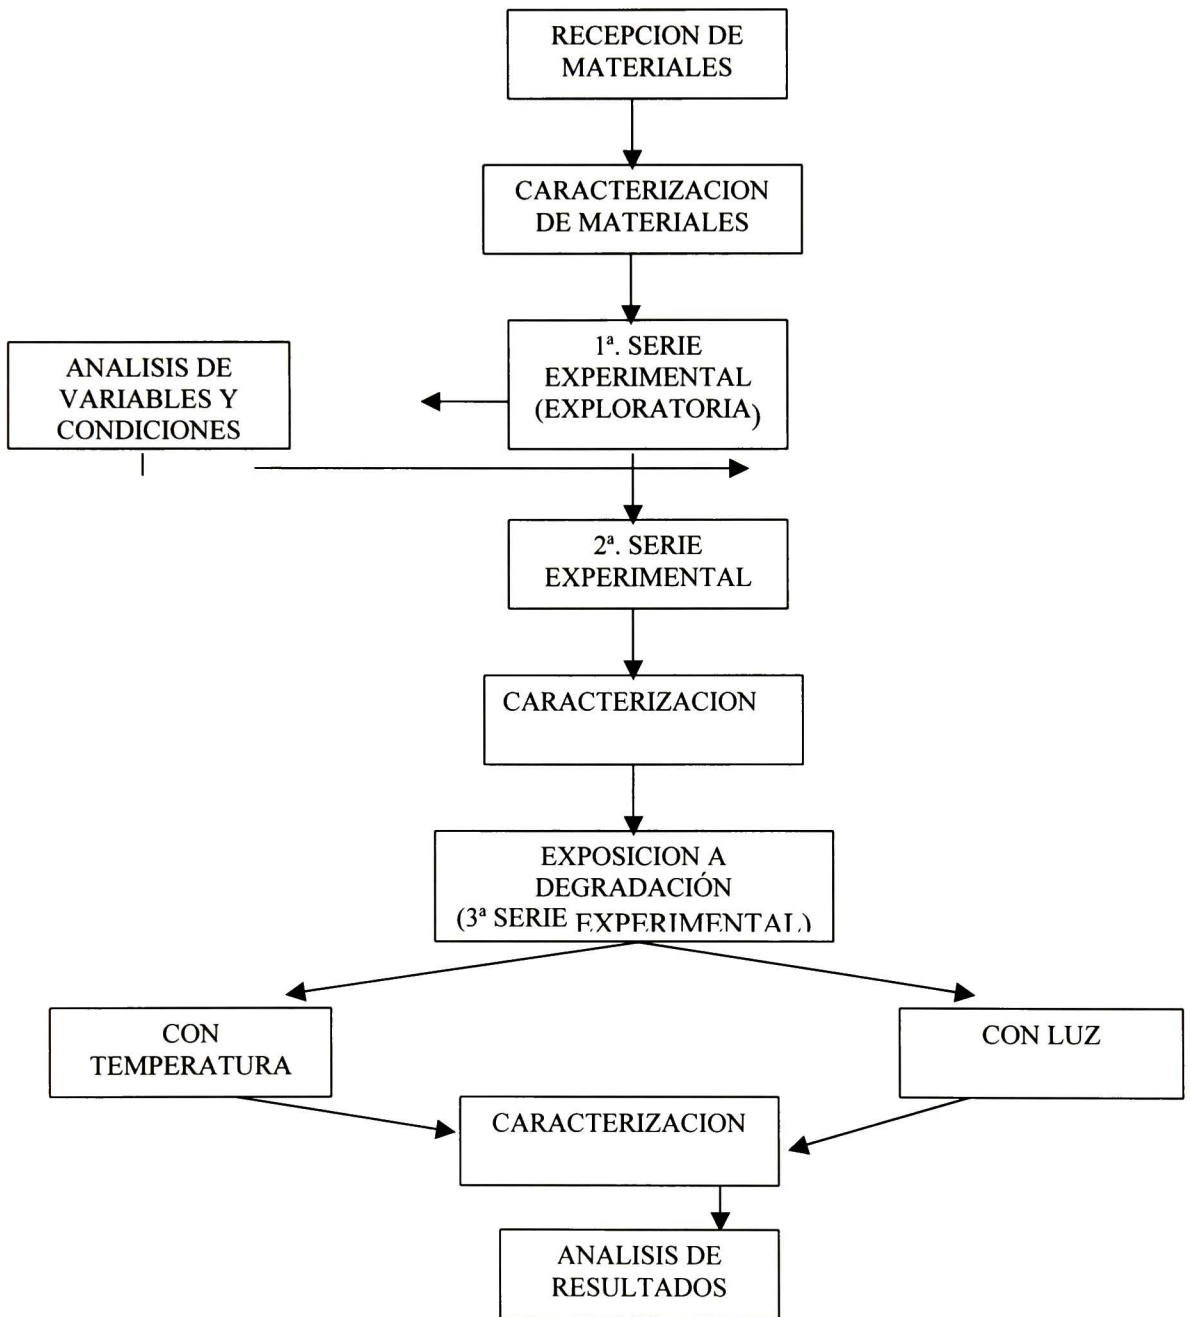 RECEPCION DE
MATERIALES
CARACTERIZACION
DE MATERIALES
1ª. SERIE
EXPERIMENTAL
(EXPLORATORIA)
ANALISIS DE
VARIABLES Y
CONDICIONES
2ª. SERIE
EXPERIMENTAL
CARACTERIZACION
EXPOSICION A
DEGRADACIÓN
(3ª SERIE EXPERIMENTAL)
CON
TEMPERATURA
CON LUZ
CARACTERIZACION
ANALISIS DE
RESULTADOS